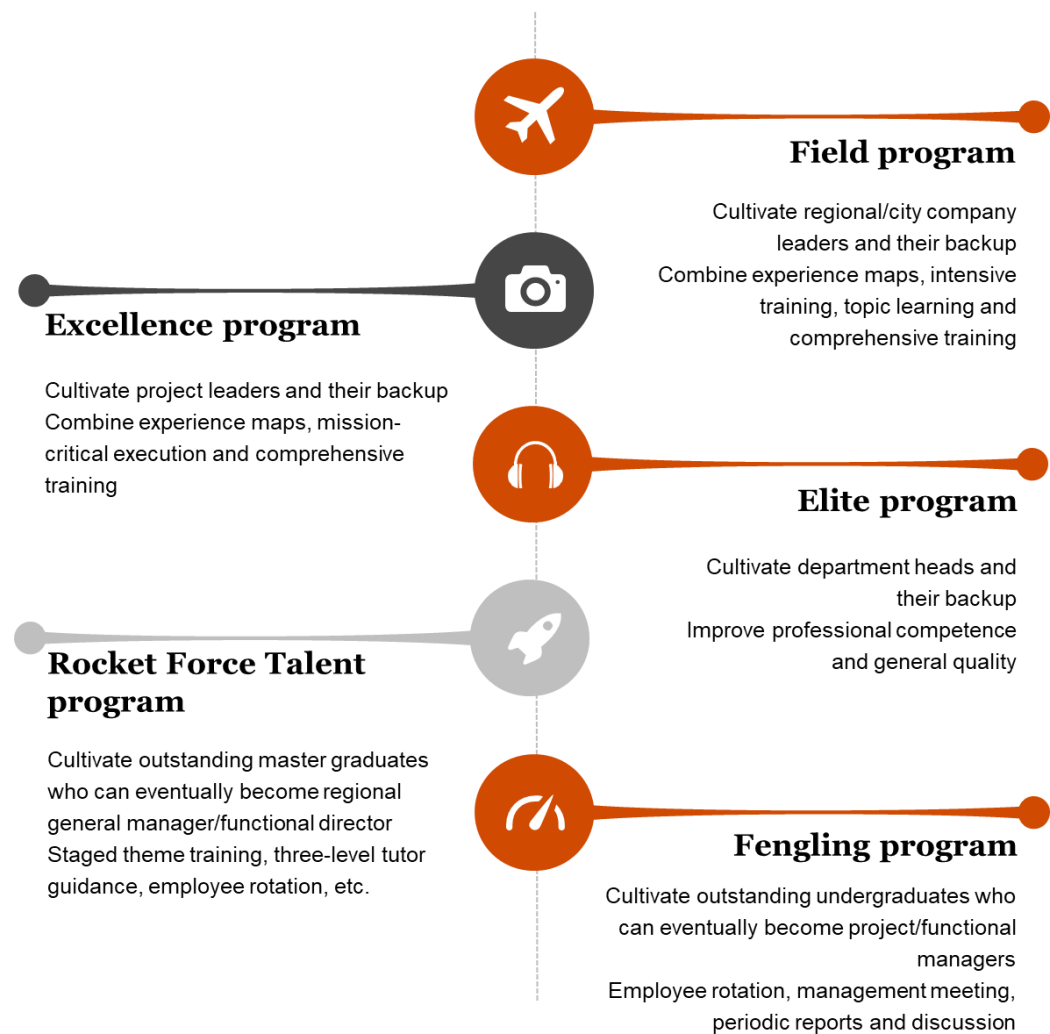 Field program
Cultivate regional/city company
leaders and their backup
Combine experience maps, intensive
training, topic learning and
comprehensive training
Excellence program
Cultivate project leaders and their backup
Combine experience maps, mission-
critical execution and comprehensive
training
Elite program
Cultivate department heads and
their backup
Improve professional competence
and general quality
Rocket Force Talent
program
Cultivate outstanding master graduates
who can eventually become regional
general manager/functional director
Staged theme training, three-level tutor
guidance, employee rotation, etc.
Fengling program
Cultivate outstanding undergraduates who
can eventually become project/functional
managers
Employee rotation, management meeting,
periodic reports and discussion